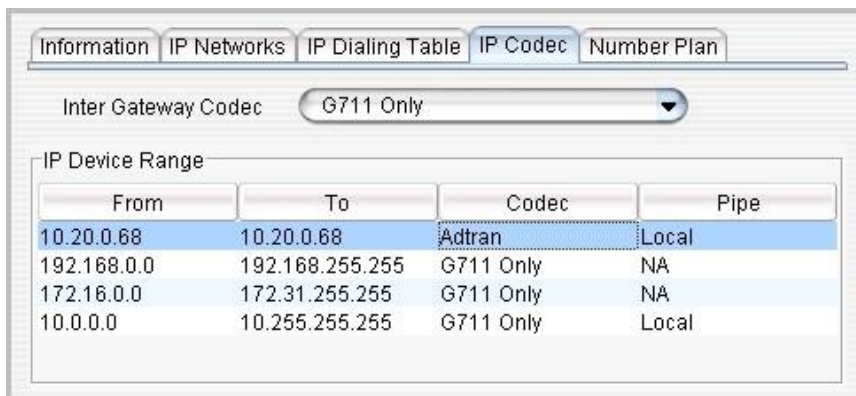 Information IP Networks IP Dialing Table IP Codec Number Plan
Inter Gateway Codec G711 Only
IP Device Range
From To Codec Pipe
10.20.0.68 10.20.0.68 Adtran Local
192.168.0.0 192.168.255.255 G711 Only NA
172.16.0.0 172.31.255.255 G711 Only NA
10.0.0.0 10.255.255.255 G711 Only Local